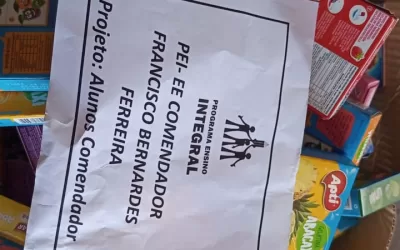 PROGRAMA ENSINO
INTEGRAL
PEI- EE COMENDADOR
FRANCISCO BERNARDES
FERREIRA
Projeto: Alunos Comendador
Apti